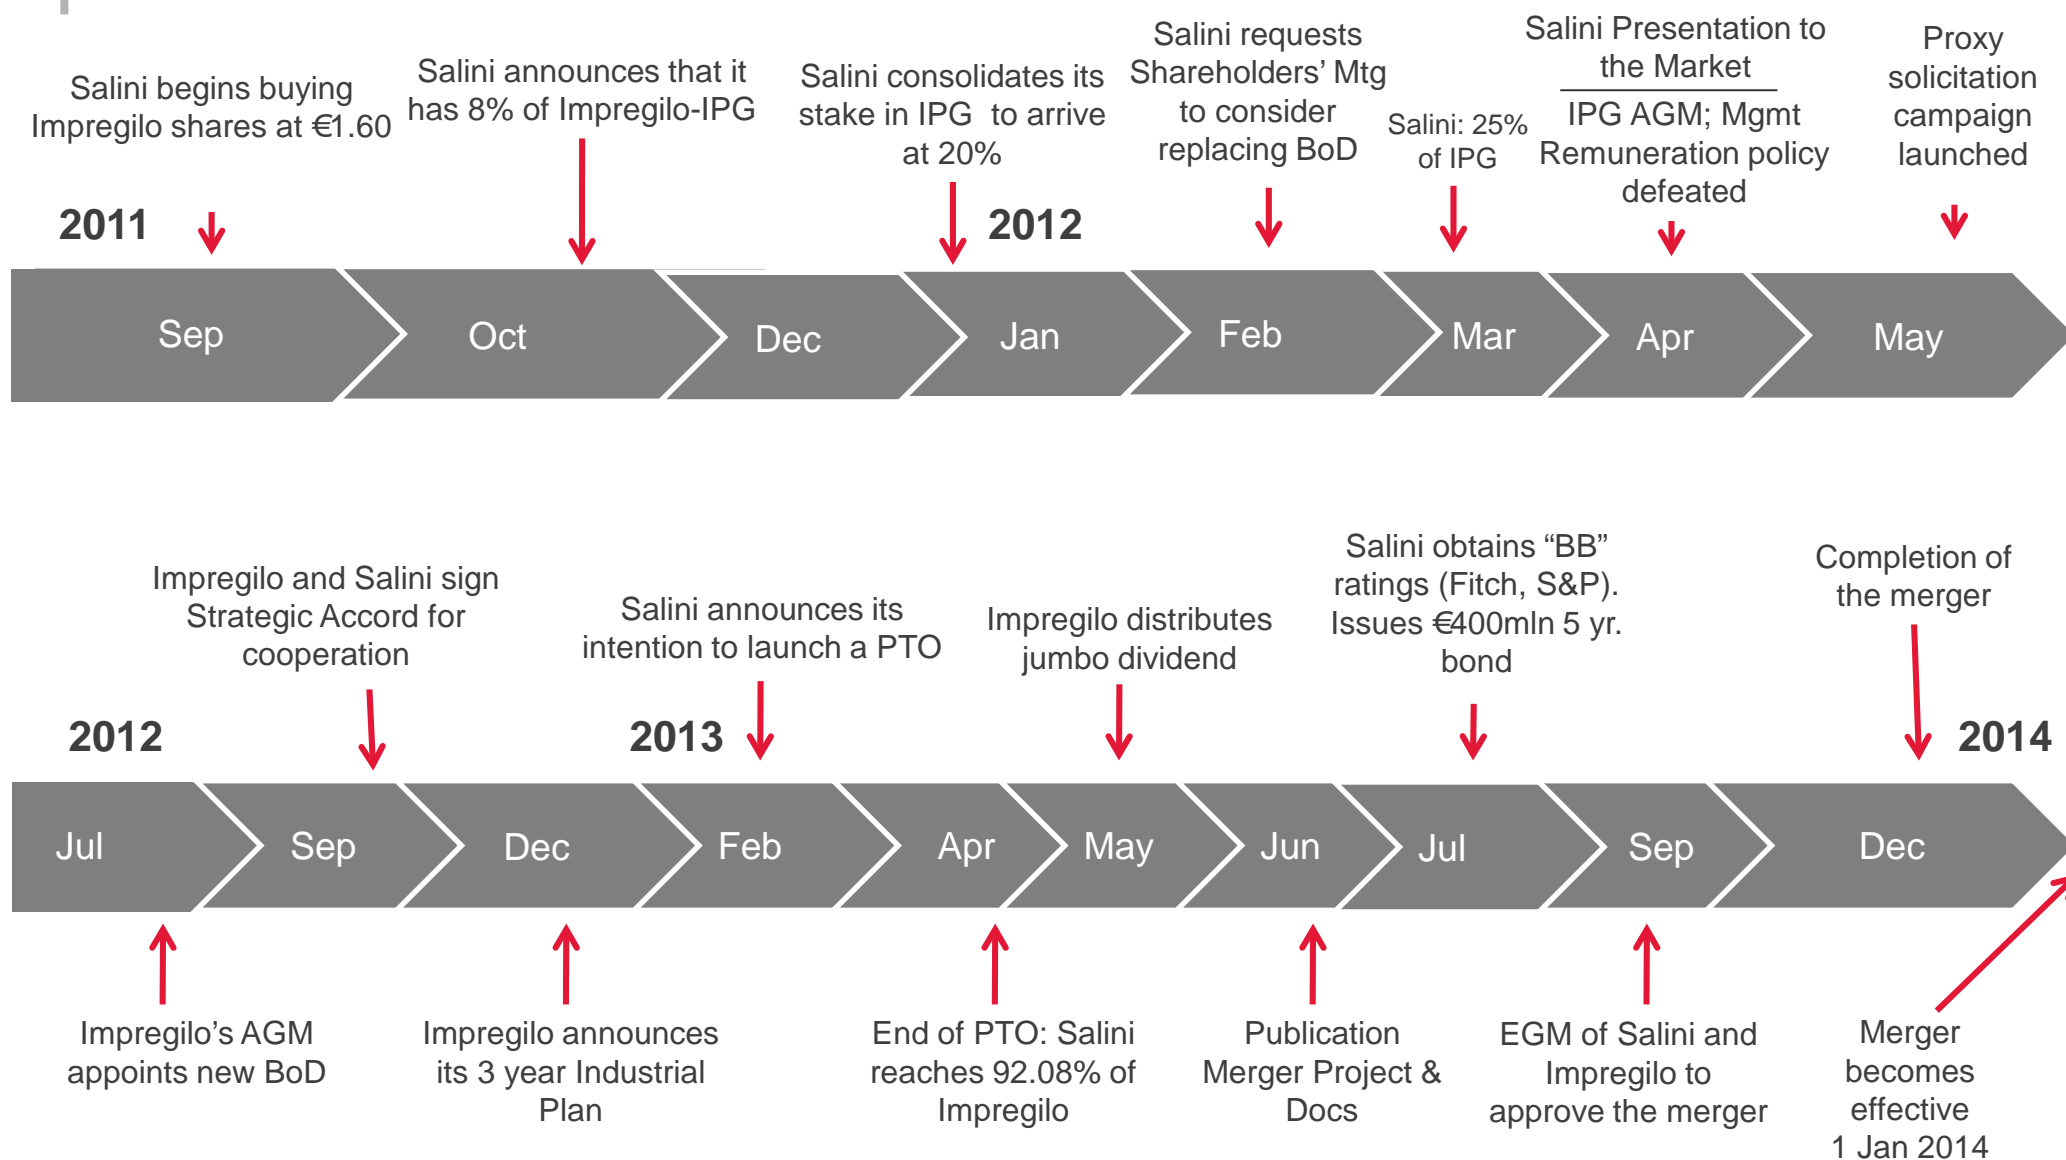 Salini begins buying
Impregilo shares at €1.60
Salini announces that it
has 8% of Impregilo-IPG
Salini consolidates its
stake in IPG to arrive
at 20%
Salini requests
Shareholders’ Mtg
to consider
replacing BoD
Salini: 25%
of IPG
Salini Presentation to
the Market
IPG AGM; Mgmt
Remuneration policy
defeated
Proxy
solicitation
campaign
launched
2011
2012
Sep
Oct
Dec
Jan
Feb
Mar
Apr
May
Impregilo and Salini sign
Strategic Accord for
cooperation
Salini announces its
intention to launch a PTO
Impregilo distributes
jumbo dividend
Salini obtains “BB”
ratings (Fitch, S&P).
Issues €400mln 5 yr.
bond
Completion of
the merger
2012
2013
2014
Jul
Sep
Dec
Feb
Apr
May
Jun
Jul
Sep
Dec
Impregilo’s AGM
appoints new BoD
Impregilo announces
its 3 year Industrial
Plan
End of PTO: Salini
reaches 92.08% of
Impregilo
Publication
Merger Project &
Docs
EGM of Salini and
Impregilo to
approve the merger
Merger
becomes
effective
1 Jan 2014